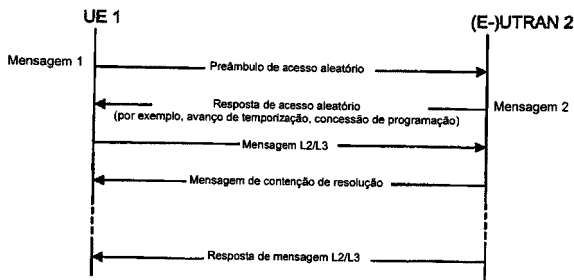 UE 1
(E-)UTRAN 2
Mensagem 1
Preâmbulo de acesso aleatório
Resposta de acesso aleatório
Mensagem 2
(por exemplo, avanço de temporização, concessão de programação)
Mensagem L2/L3
Mensagem de contenção de resolução
Resposta de mensagem L2/L3